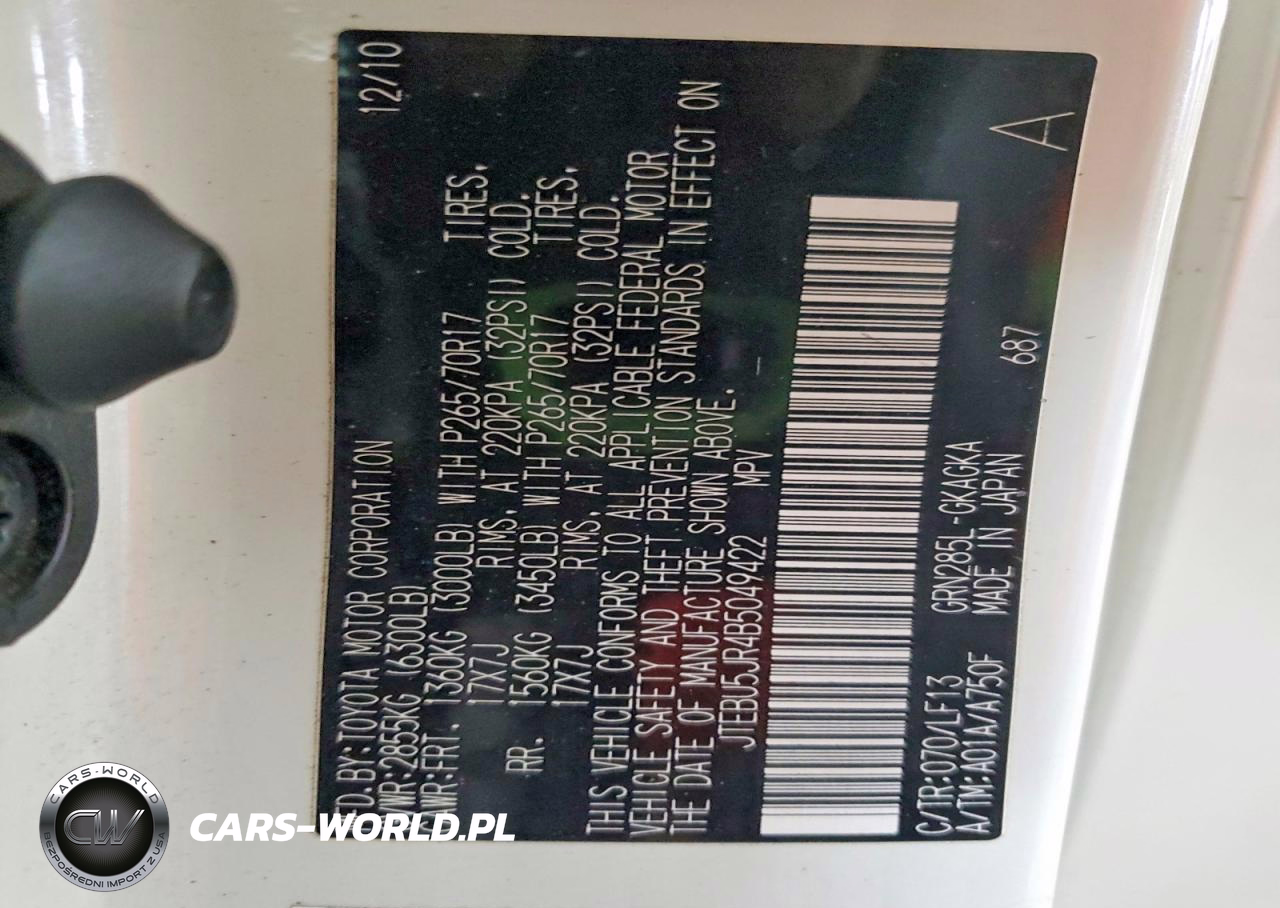 MFD.BY:TOYOTA MOTOR CORPORATION 12/10
GVWR:2855KG (6300LB)
GAWR:FRT. 1360KG (3000LB) WITH P265/70R17 TIRES,
17X7J RIMS, AT 220KPA (32PSI) COLD.
RR. 1560KG (3450LB) WITH P265/70R17 TIRES,
17X7J RIMS, AT 220KPA (32PSI) COLD.
THIS VEHICLE CONFORMS TO ALL APPLICABLE FEDERAL MOTOR
VEHICLE SAFETY AND THEFT PREVENTION STANDARDS IN EFFECT ON
THE DATE OF MANUFACTURE SHOWN ABOVE.
JTEBU5JR4B5049422 MPV
C/TR:070/LF13 GRN285L-GKAGKA 687 A
A/TM:A01A/A750F MADE IN JAPAN
CARS-WORLD
CW
BEZPOŚREDNI IMPORT Z USA
CARS-WORLD.PL